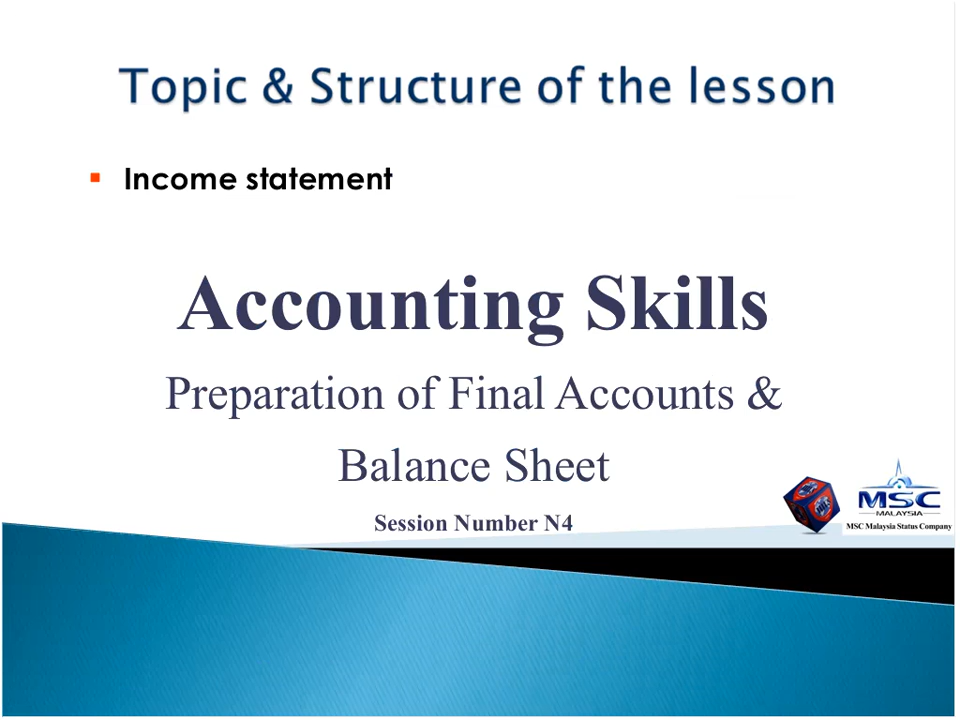 Topic & Structure of the lesson
▪ Income statement
Accounting Skills
Preparation of Final Accounts &
Balance Sheet
Session Number N4
MSC
MALAYSIA
MSC Malaysia Status Company